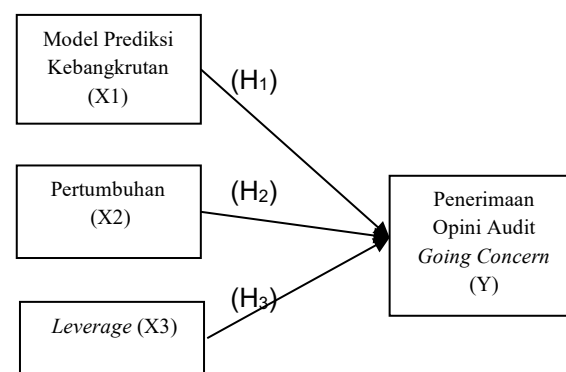 Model Prediksi
Kebangkrutan
(X1)
(H1)
Pertumbuhan
(X2)
(H2)
Leverage (X3)
(H3)
Penerimaan
Opini Audit
Going Concern
(Y)